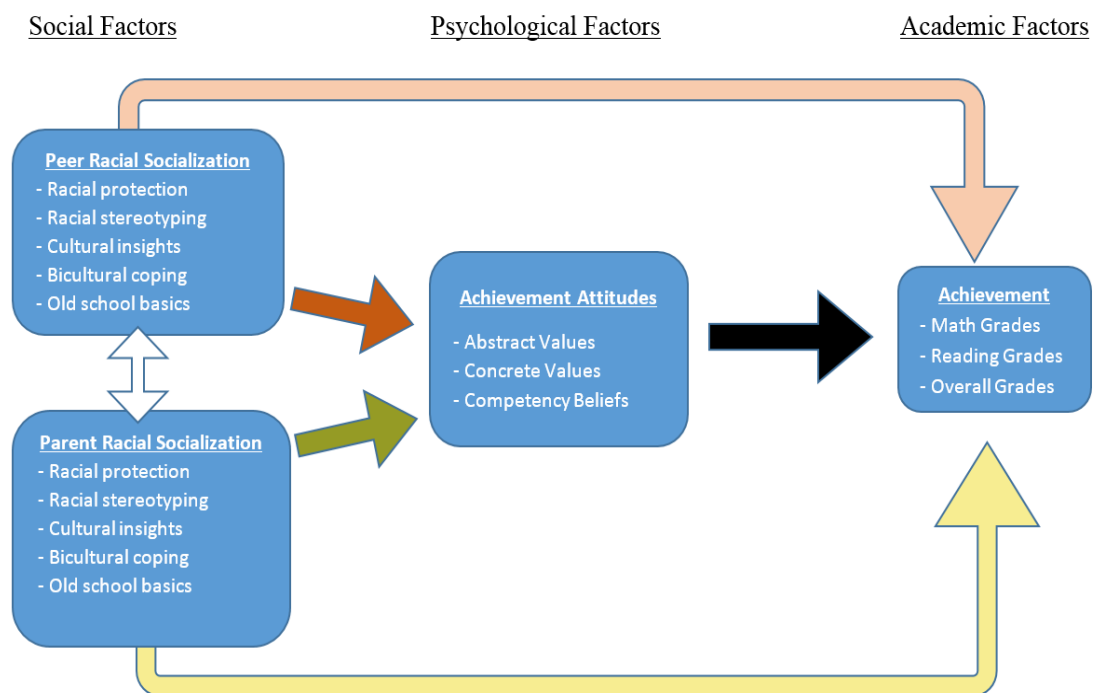 Social Factors
Psychological Factors
Academic Factors
Peer Racial Socialization
- Racial protection
- Racial stereotyping
- Cultural insights
- Bicultural coping
- Old school basics
Parent Racial Socialization
- Racial protection
- Racial stereotyping
- Cultural insights
- Bicultural coping
- Old school basics
Achievement Attitudes
- Abstract Values
- Concrete Values
- Competency Beliefs
Achievement
- Math Grades
- Reading Grades
- Overall Grades